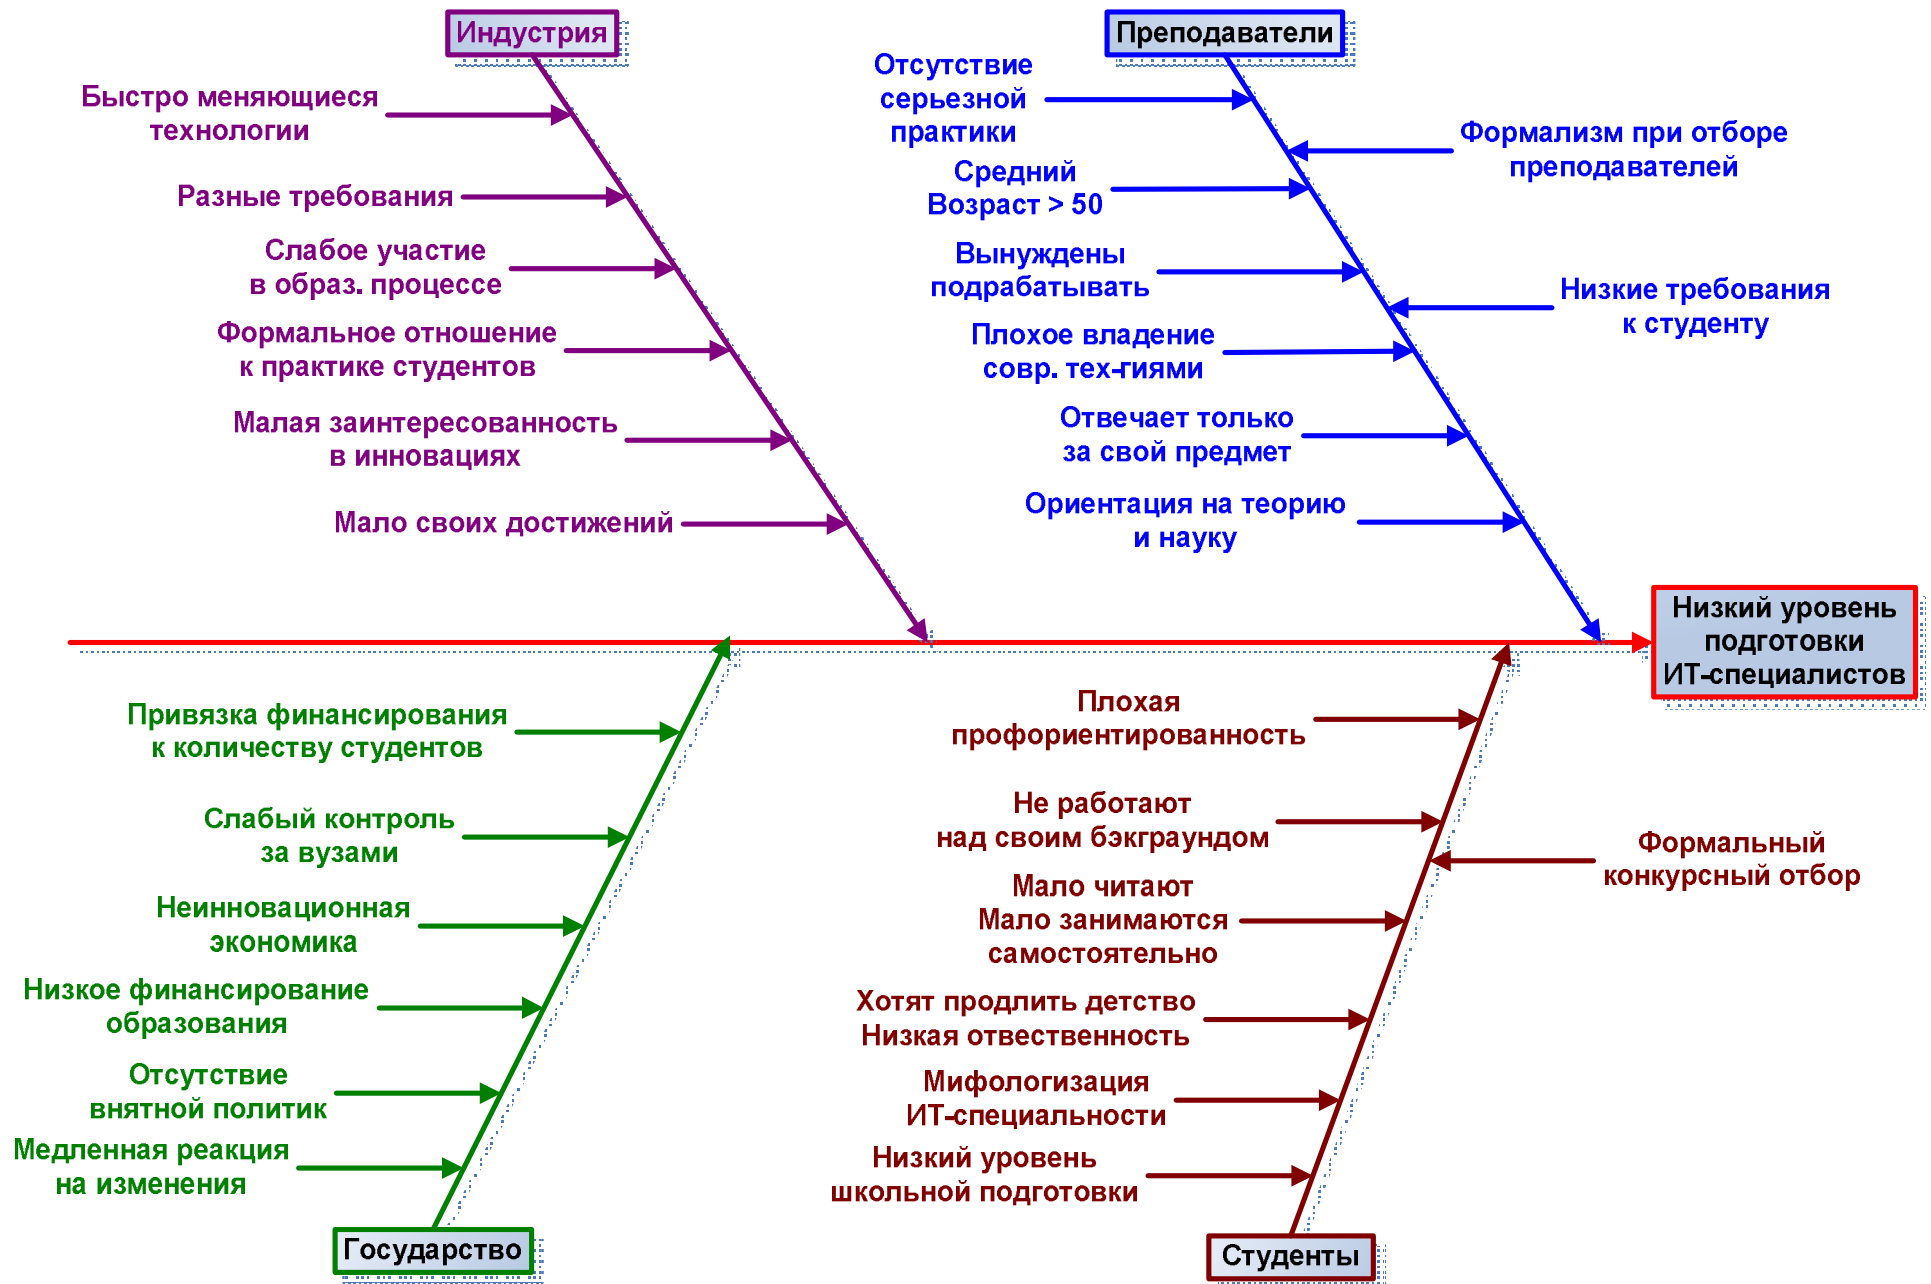 Индустрия
Быстро меняющиеся
технологии
Разные требования
Слабое участие
в образ. процессе
Формальное отношение
к практике студентов
Малая заинтересованность
в инновациях
Мало своих достижений
Преподаватели
Отсутствие
серьезной
практики
Формализм при отборе
преподавателей
Средний
Возраст > 50
Вынуждены
подрабатывать
Низкие требования
к студенту
Плохое владение
совр. тех-гиями
Отвечает только
за свой предмет
Ориентация на теорию
и науку
Низкий уровень
подготовки
ИТ-специалистов
Привязка финансирования
к количеству студентов
Слабый контроль
за вузами
Неинновационная
экономика
Низкое финансирование
образования
Отсутствие
внятной политик
Медленная реакция
на изменения
Государство
Плохая
профориентированность
Не работают
над своим бэкграундом
Формальный
конкурсный отбор
Мало читают
Мало занимаются
самостоятельно
Хотят продлить детство
Низкая отвественность
Мифологизация
ИТ-специальности
Низкий уровень
школьной подготовки
Студенты